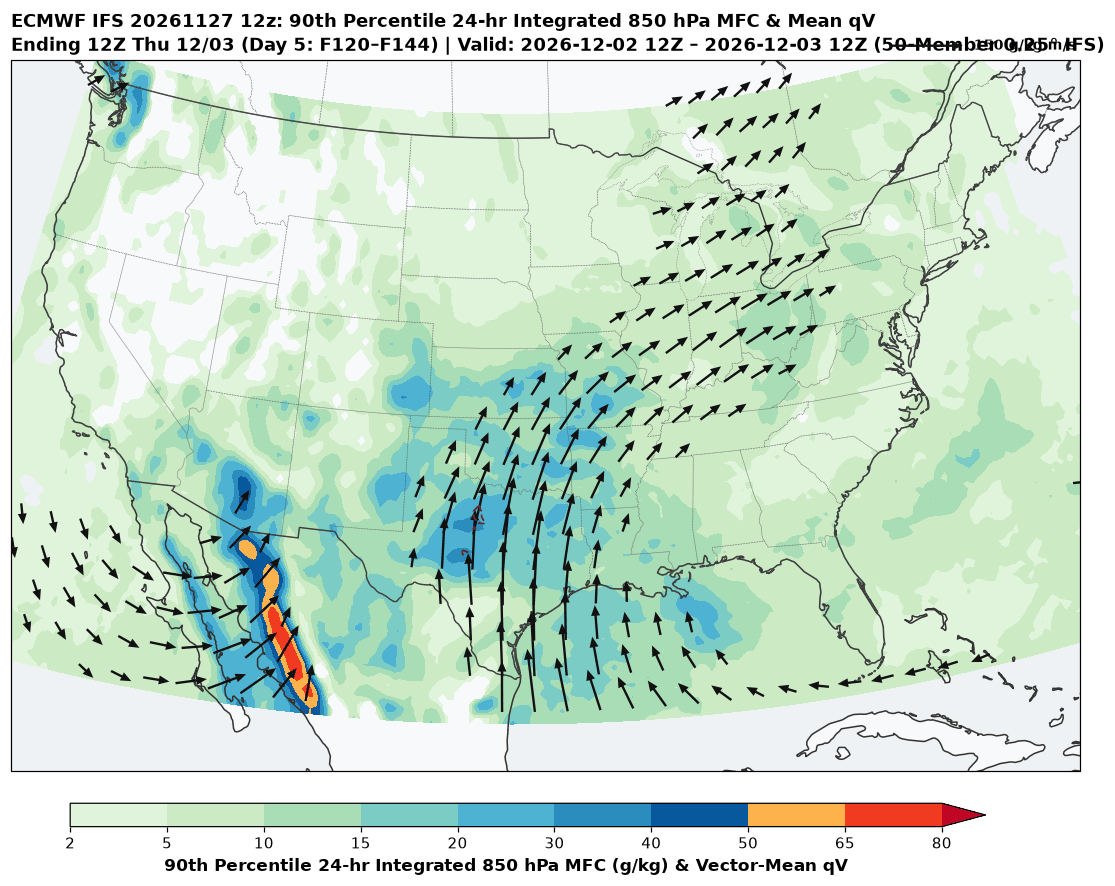 ECMWF IFS 20261127 12z: 90th Percentile 24-hr Integrated 850 hPa MFC & Mean qV
Ending 12Z Thu 12/03 (Day 5: F120–F144) | Valid: 2026-12-02 12Z – 2026-12-03 12Z (50-Member 0.25° IFS)
2 5 10 15 20 30 40 50 65 80
90th Percentile 24-hr Integrated 850 hPa MFC (g/kg) & Vector-Mean qV